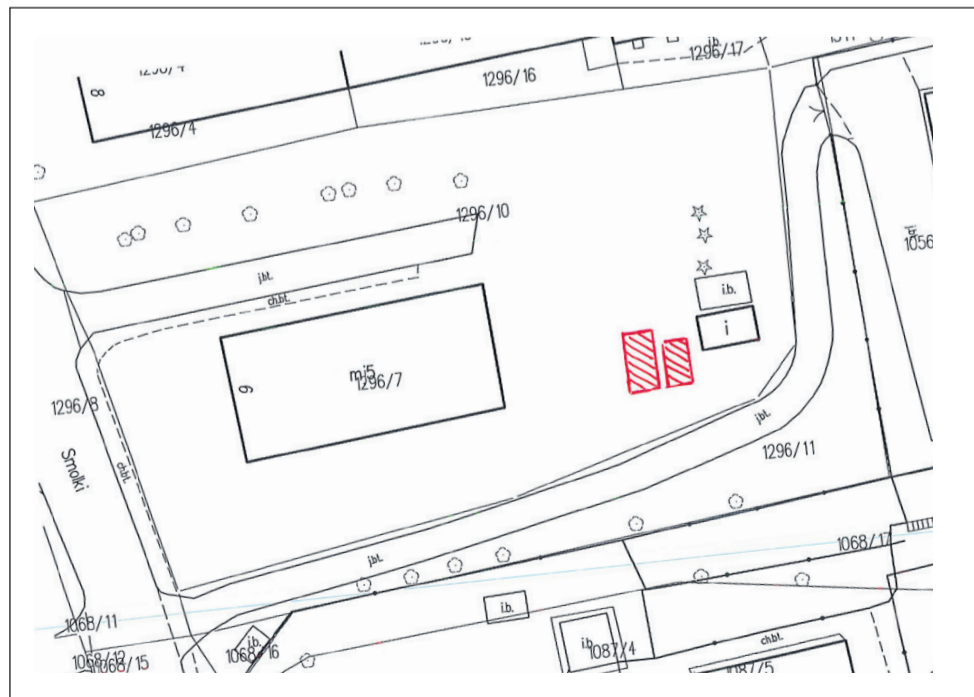 i.b.
1296/17
1296/16
8
1296/4
1296/10
1056
j.bt.
i.b.
ch.bt.
i
mi5
1296/7
9
1296/8
j.bt.
1296/11
ch.bt.
Smolki
1068/17
j.bt.
i.b.
1068/11
i.b.
i.b.
1068/16
1087/4
ch.bt.
1068/15
1087/5